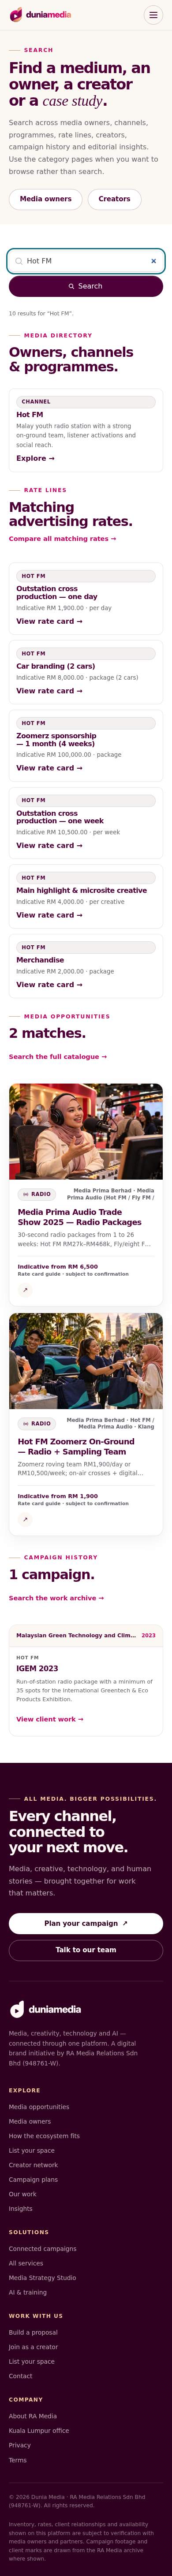 duniamedia
SEARCH
Find a medium, an
owner, a creator
or a case study.
Search across media owners, channels,
programmes, rate lines, creators,
campaign history and editorial insights.
Use the category pages when you want to
browse rather than search.
Media owners
Creators
Hot FM
Search
10 results for "Hot FM".
MEDIA DIRECTORY
Owners, channels
& programmes.
CHANNEL
Hot FM
Malay youth radio station with a strong
on-ground team, listener activations and
social reach.
Explore →
RATE LINES
Matching
advertising rates.
Compare all matching rates →
HOT FM
Outstation cross
production — one day
Indicative RM 1,900.00 · per day
View rate card →
HOT FM
Car branding (2 cars)
Indicative RM 8,000.00 · package (2 cars)
View rate card →
HOT FM
Zoomerz sponsorship
— 1 month (4 weeks)
Indicative RM 100,000.00 · package
View rate card →
HOT FM
Outstation cross
production — one week
Indicative RM 10,500.00 · per week
View rate card →
HOT FM
Main highlight & microsite creative
Indicative RM 4,000.00 · per creative
View rate card →
HOT FM
Merchandise
Indicative RM 2,000.00 · package
View rate card →
MEDIA OPPORTUNITIES
2 matches.
Search the full catalogue →
RADIO
Media Prima Berhad · Media
Prima Audio (Hot FM / Fly FM /
Media Prima Audio Trade
Show 2025 — Radio Packages
30-second radio packages from 1 to 26
weeks: Hot FM RM27k–RM468k, Fly/eight F…
Indicative from RM 6,500
Rate card guide · subject to confirmation
↗
RADIO
Media Prima Berhad · Hot FM /
Media Prima Audio · Klang
Hot FM Zoomerz On-Ground
— Radio + Sampling Team
Zoomerz roving team RM1,900/day or
RM10,500/week; on-air crosses + digital…
Indicative from RM 1,900
Rate card guide · subject to confirmation
↗
CAMPAIGN HISTORY
1 campaign.
Search the work archive →
Malaysian Green Technology and Clim… 2023
HOT FM
IGEM 2023
Run-of-station radio package with a minimum of
35 spots for the International Greentech & Eco
Products Exhibition.
View client work →
ALL MEDIA. BIGGER POSSIBILITIES.
Every channel,
connected to
your next move.
Media, creative, technology, and human
stories — brought together for work
that matters.
Plan your campaign ↗
Talk to our team
duniamedia
Media, creativity, technology and AI —
connected through one platform. A digital
brand initiative by RA Media Relations Sdn
Bhd (948761-W).
EXPLORE
Media opportunities
Media owners
How the ecosystem fits
List your space
Creator network
Campaign plans
Our work
Insights
SOLUTIONS
Connected campaigns
All services
Media Strategy Studio
AI & training
WORK WITH US
Build a proposal
Join as a creator
List your space
Contact
COMPANY
About RA Media
Kuala Lumpur office
Privacy
Terms
© 2026 Dunia Media · RA Media Relations Sdn Bhd
(948761-W). All rights reserved.
Inventory, rates, client relationships and availability
shown on this platform are subject to verification with
media owners and partners. Campaign footage and
client marks are drawn from the RA Media archive
where shown.